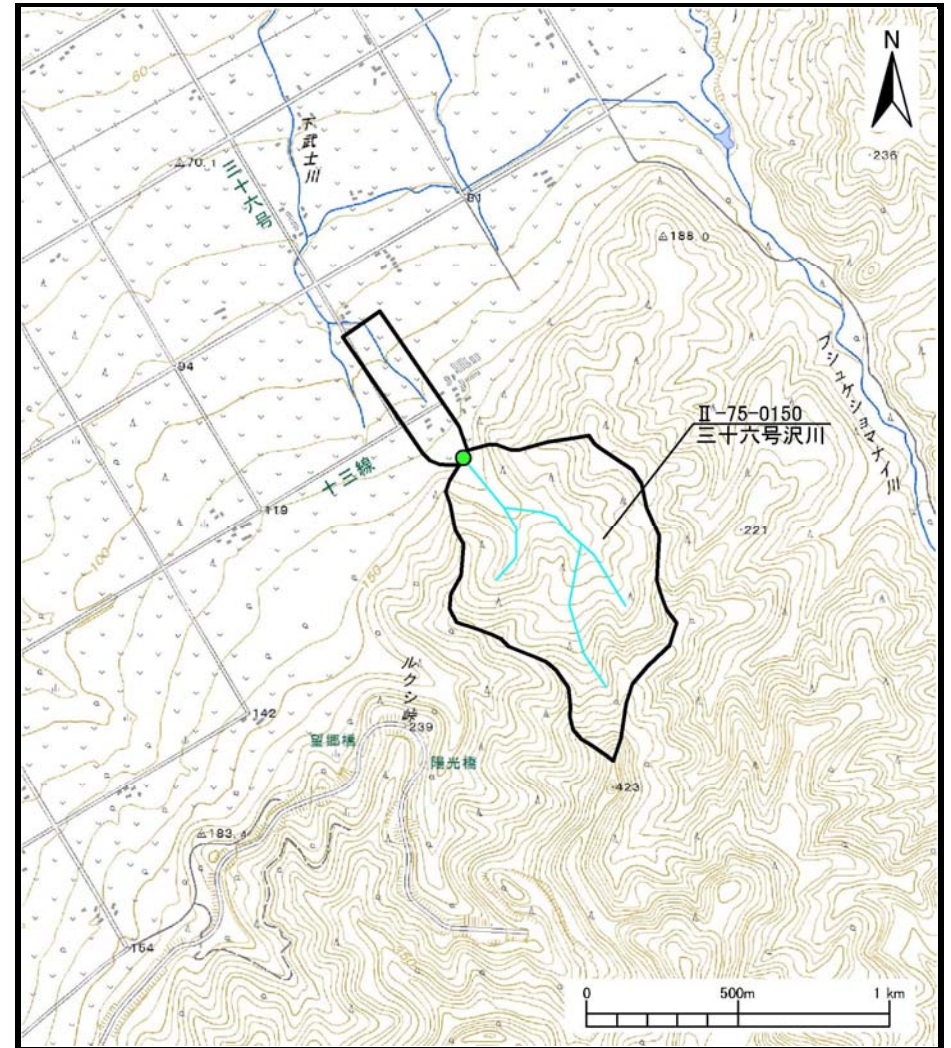 N
60
下武士川
△70.1
三十六号
81
・236
△188.0
94
フシュケショマナイ川
Ⅱ-75-0150
三十六号沢川
十三線
119
・221
100
150
ルクシ峠
142
239
望郷橋
陽光橋
・423
△183.4
164
0 500m 1 km